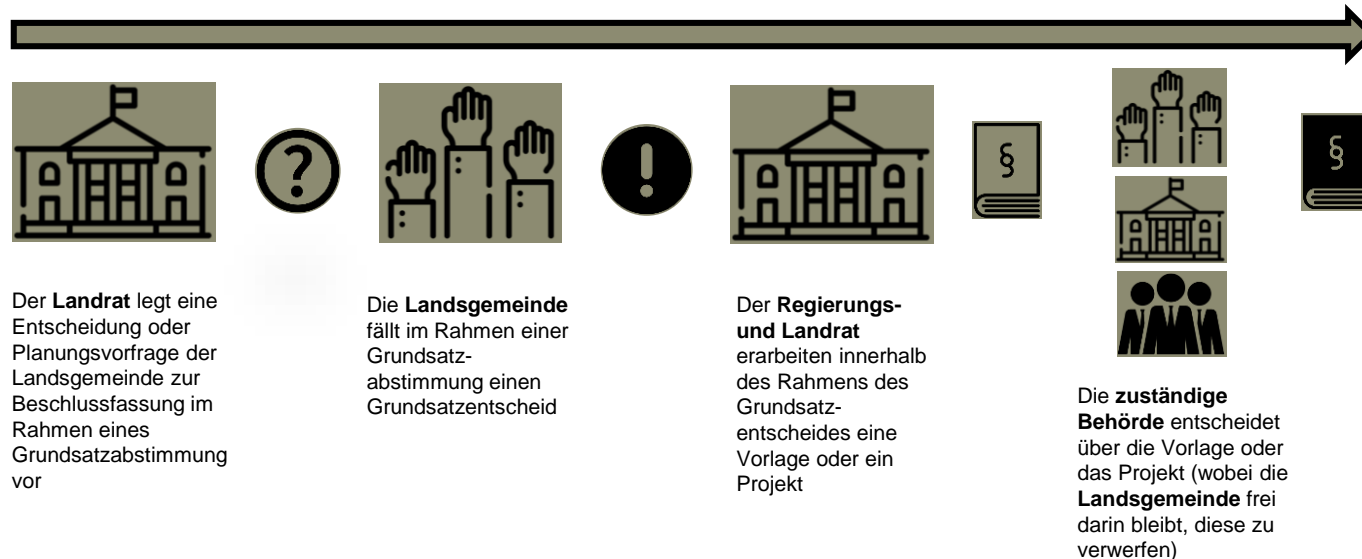 §
§
Der Landrat legt eine
Entscheidung oder
Planungsvorfrage der
Landsgemeinde zur
Beschlussfassung im
Rahmen eines
Grundsatzabstimmung
vor
Die Landsgemeinde
fällt im Rahmen einer
Grundsatz-
abstimmung einen
Grundsatzentscheid
Der Regierungs-
und Landrat
erarbeiten innerhalb
des Rahmens des
Grundsatz-
entscheides eine
Vorlage oder ein
Projekt
Die zuständige
Behörde entscheidet
über die Vorlage oder
das Projekt (wobei die
Landsgemeinde frei
darin bleibt, diese zu
verwerfen)